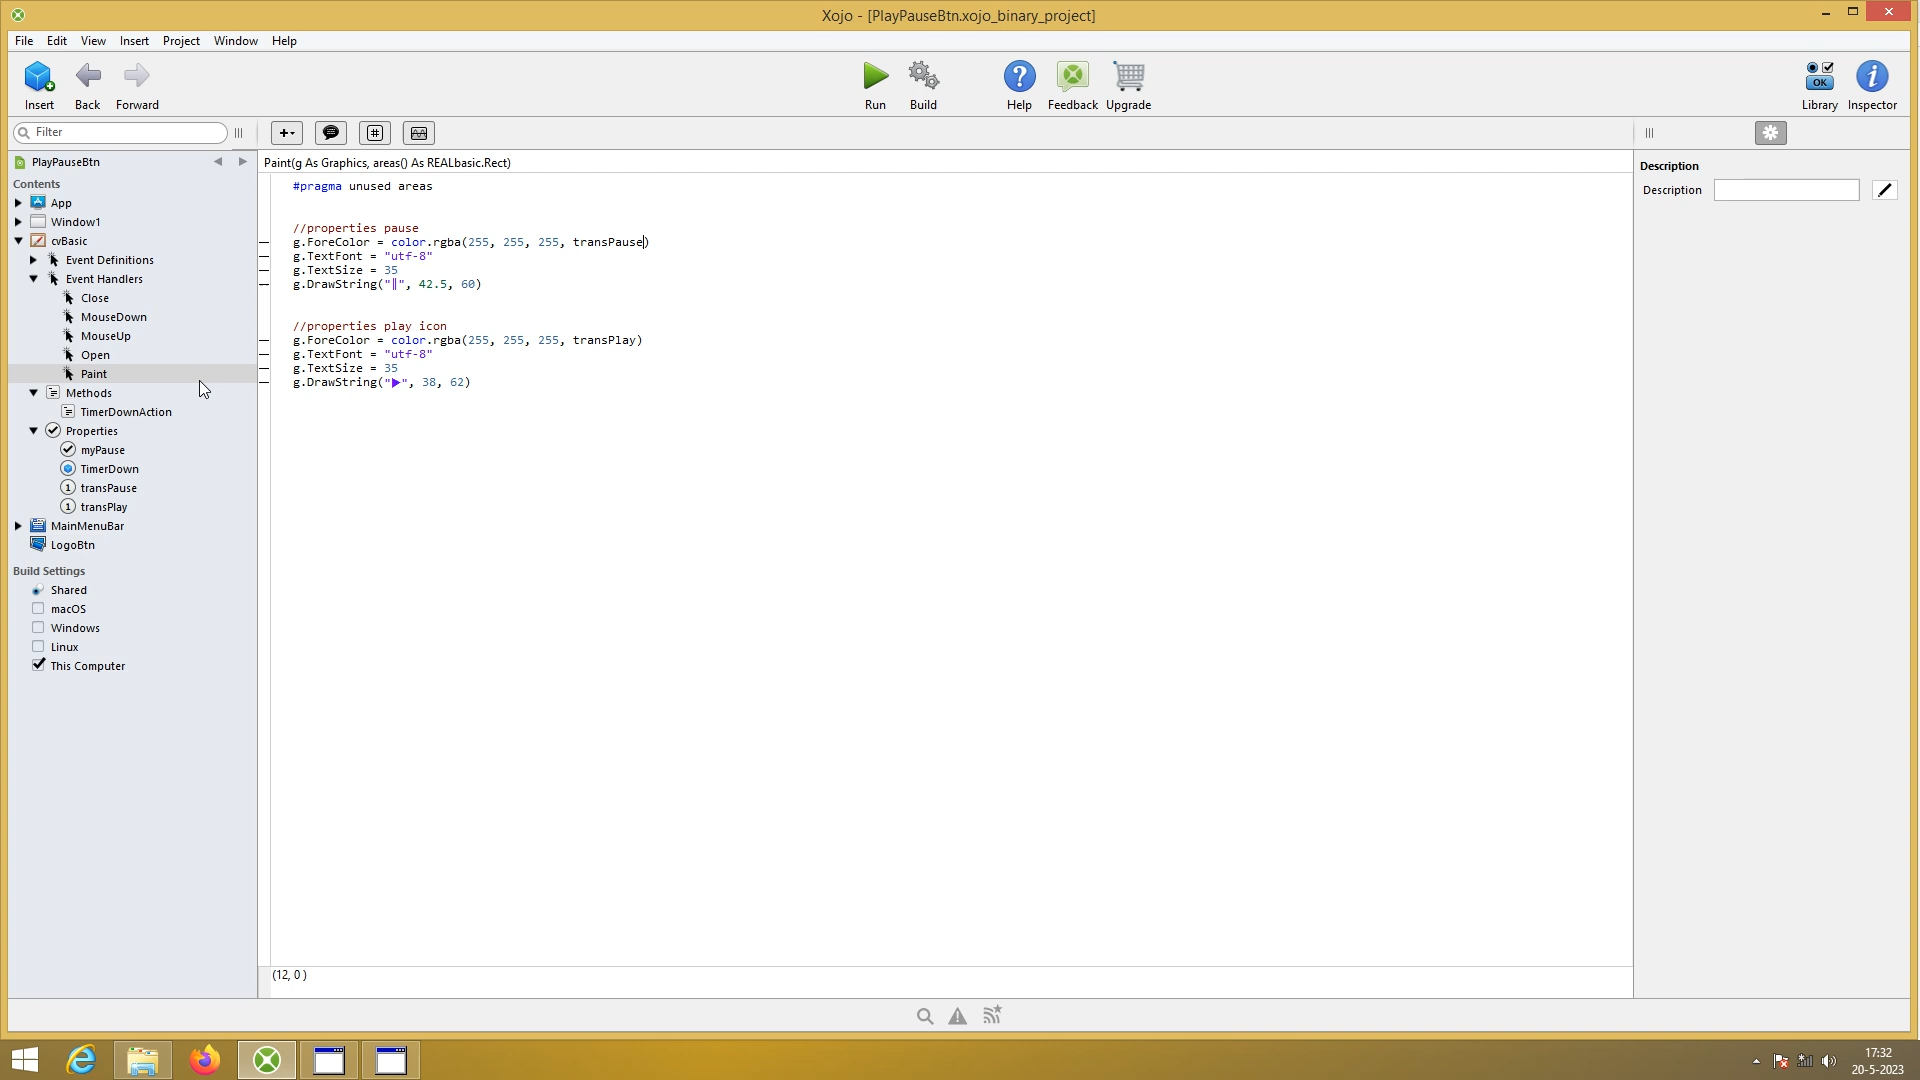 Xojo - [PlayPauseBtn.xojo_binary_project]
File Edit View Insert Project Window Help
Insert Back Forward Run Build Help Feedback Upgrade Library Inspector
OK
Filter
PlayPauseBtn
Contents
App
Window1
cvBasic
Event Definitions
Event Handlers
Close
MouseDown
MouseUp
Open
Paint
Methods
TimerDownAction
Properties
myPause
TimerDown
transPause
transPlay
MainMenuBar
LogoBtn
Build Settings
Shared
macOS
Windows
Linux
This Computer
Paint(g As Graphics, areas() As REALbasic.Rect)
#pragma unused areas
//properties pause
g.ForeColor = color.rgba(255, 255, 255, transPause)
g.TextFont = "utf-8"
g.TextSize = 35
g.DrawString("‖", 42.5, 60)
//properties play icon
g.ForeColor = color.rgba(255, 255, 255, transPlay)
g.TextFont = "utf-8"
g.TextSize = 35
g.DrawString("▶", 38, 62)
(12, 0 )
Description
Description
17:32
20-5-2023